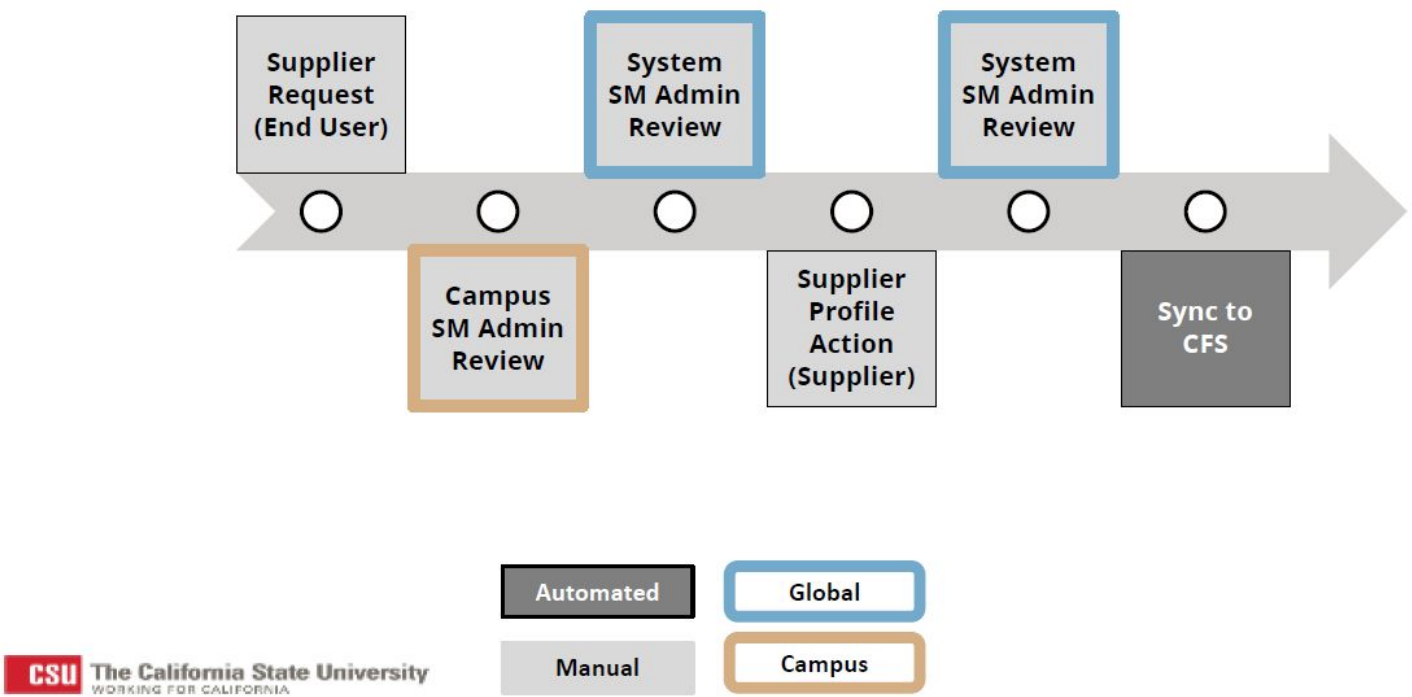 Supplier
Request
(End User)
System
SM Admin
Review
System
SM Admin
Review
Campus
SM Admin
Review
Supplier
Profile
Action
(Supplier)
Sync to
CFS
Automated
Global
Manual
Campus
CSU The California State University
WORKING FOR CALIFORNIA